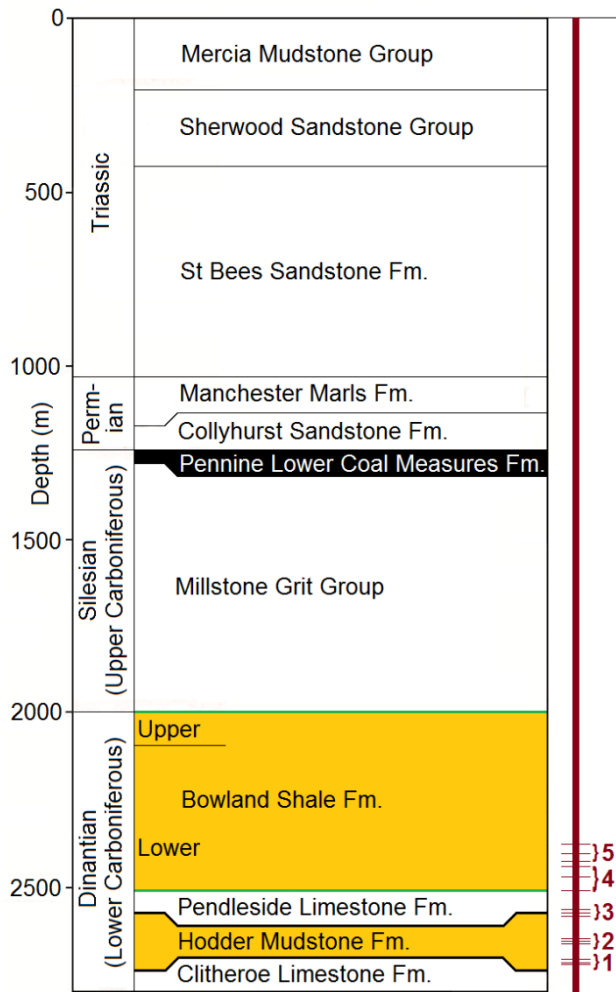 0
Mercia Mudstone Group
Sherwood Sandstone Group
500
Triassic
St Bees Sandstone Fm.
1000
Manchester Marls Fm.
Perm-
ian
Collyhurst Sandstone Fm.
Depth (m)
Pennine Lower Coal Measures Fm.
1500
Silesian
(Upper Carboniferous)
Millstone Grit Group
2000
Upper
Bowland Shale Fm.
Dinantian
(Lower Carboniferous)
Lower
}5
2500
}4
Pendleside Limestone Fm.
}3
Hodder Mudstone Fm.
}2
}1
Clitheroe Limestone Fm.